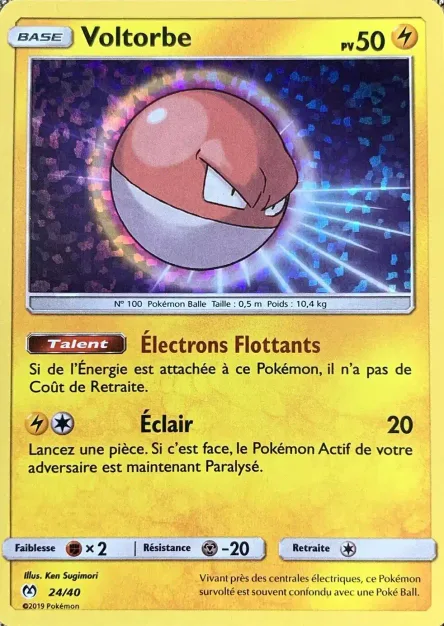 BASE Voltorbe PV50
N° 100 Pokémon Balle Taille : 0,5 m Poids : 10,4 kg
Talent Électrons Flottants
Si de l'Énergie est attachée à ce Pokémon, il n'a pas de
Coût de Retraite.
Éclair 20
Lancez une pièce. Si c'est face, le Pokémon Actif de votre
adversaire est maintenant Paralysé.
Faiblesse ×2 Résistance -20 Retraite
Illus. Ken Sugimori
24/40
©2019 Pokémon
Vivant près des centrales électriques, ce Pokémon
survolté est souvent confondu avec une Poké Ball.